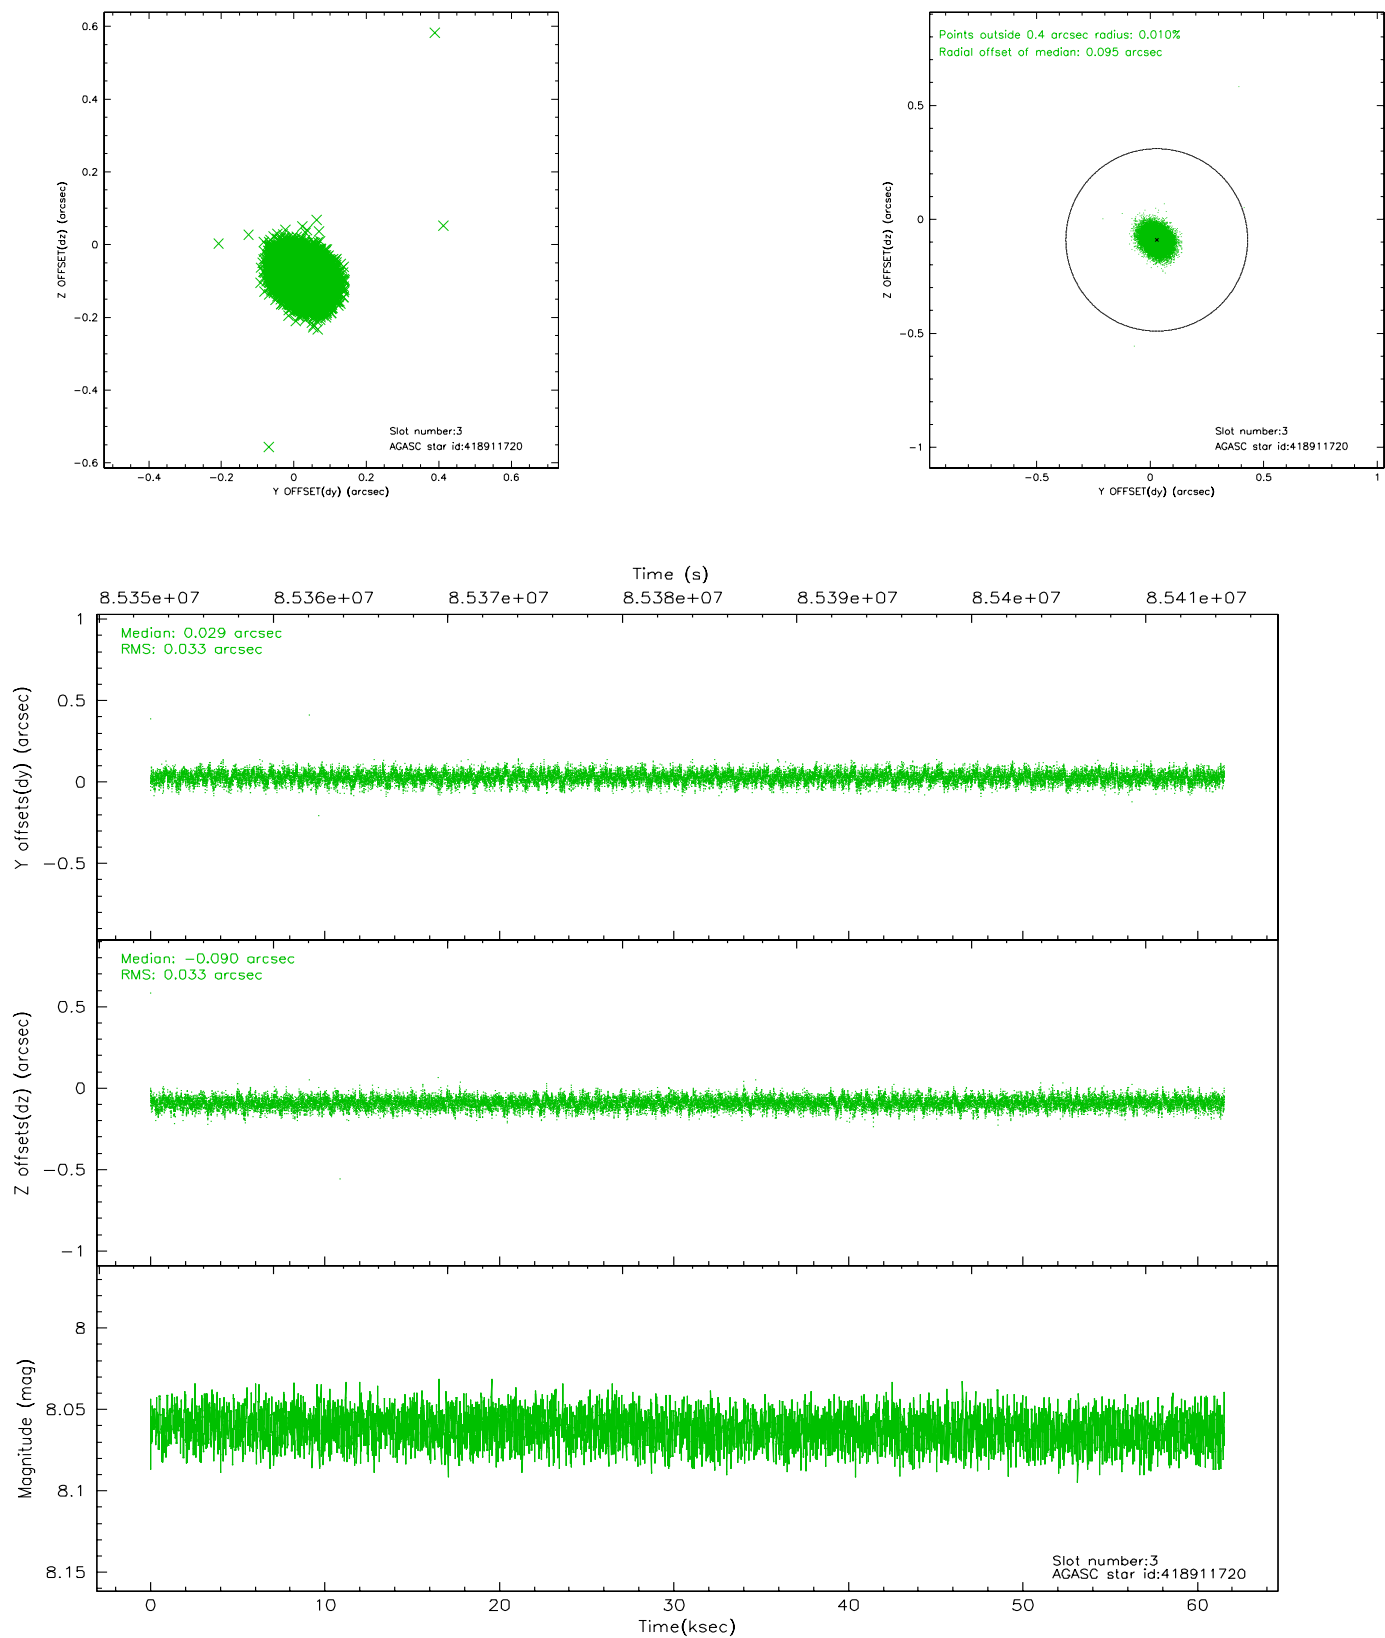 0.6
0.4
0.2
0
−0.2
−0.4
−0.6
Z OFFSET(dz) (arcsec)
Slot number:3
AGASC star id:418911720
−0.4 −0.2 0 0.2 0.4 0.6
Y OFFSET(dy) (arcsec)
Points outside 0.4 arcsec radius: 0.010%
Radial offset of median: 0.095 arcsec
0.5
0
−0.5
−1
Z OFFSET(dz) (arcsec)
Slot number:3
AGASC star id:418911720
−0.5 0 0.5 1
Y OFFSET(dy) (arcsec)
Time (s)
8.535e+07 8.536e+07 8.537e+07 8.538e+07 8.539e+07 8.54e+07 8.541e+07
Median: 0.029 arcsec
RMS: 0.033 arcsec
1
0.5
0
−0.5
Y offsets(dy) (arcsec)
Median: −0.090 arcsec
RMS: 0.033 arcsec
0.5
0
−0.5
−1
Z offsets(dz) (arcsec)
8
8.05
8.1
8.15
Magnitude (mag)
Slot number:3
AGASC star id:418911720
0 10 20 30 40 50 60
Time(ksec)